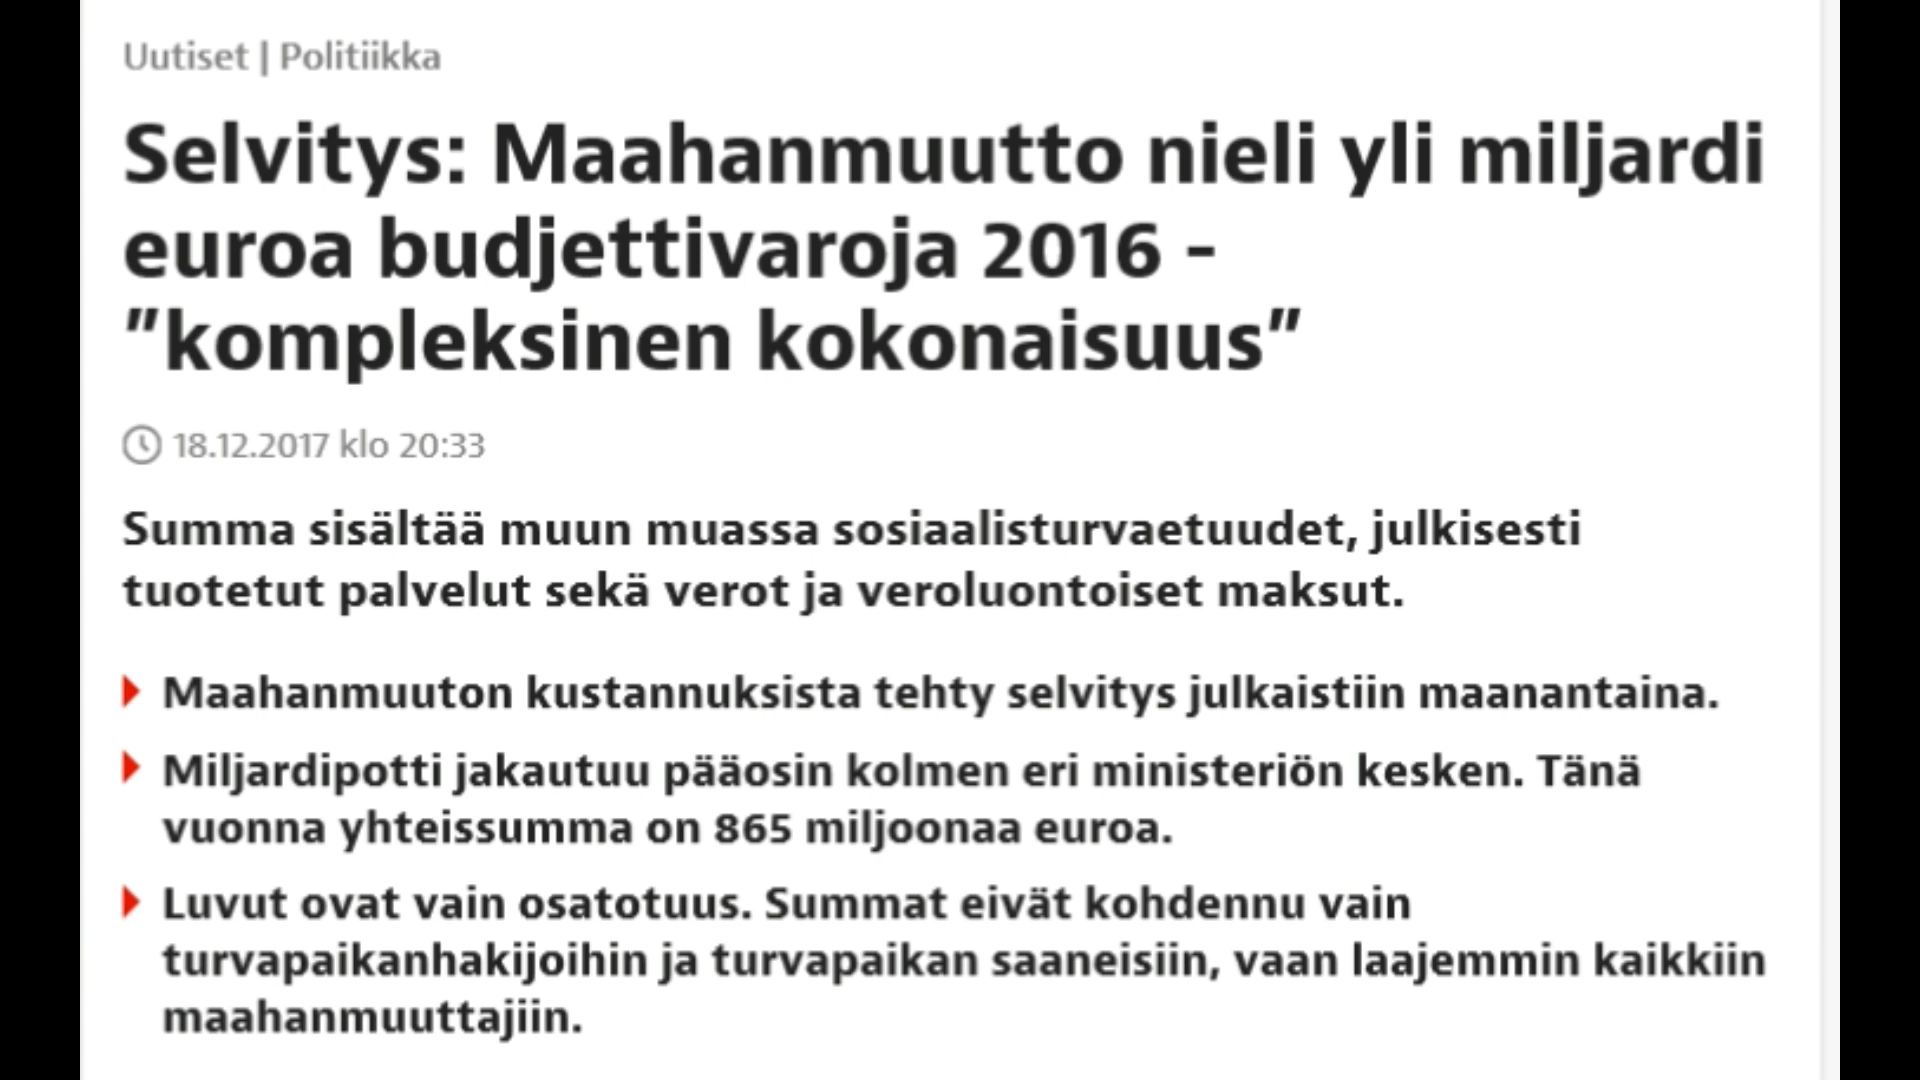 Uutiset | Politiikka
Selvitys: Maahanmuutto nieli yli miljardi
euroa budjettivaroja 2016 -
"kompleksinen kokonaisuus"
18.12.2017 klo 20:33
Summa sisältää muun muassa sosiaalisturvaetuudet, julkisesti
tuotetut palvelut sekä verot ja veroluontoiset maksut.
Maahanmuuton kustannuksista tehty selvitys julkaistiin maanantaina.
Miljardipotti jakautuu pääosin kolmen eri ministeriön kesken. Tänä
vuonna yhteissumma on 865 miljoonaa euroa.
Luvut ovat vain osatotuus. Summat eivät kohdennu vain
turvapaikanhakijoihin ja turvapaikan saaneisiin, vaan laajemmin kaikkiin
maahanmuuttajiin.